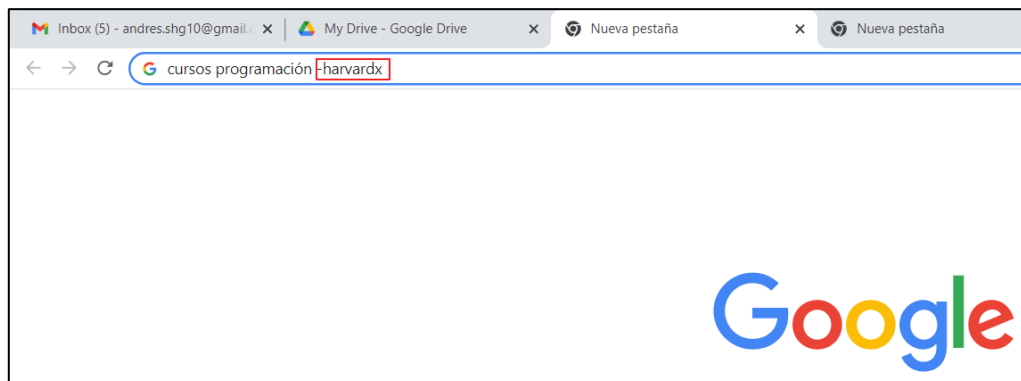 Inbox (5) - andres.shg10@gmail.c
My Drive - Google Drive
Nueva pestaña
Nueva pestaña
cursos programación -harvardx
Google